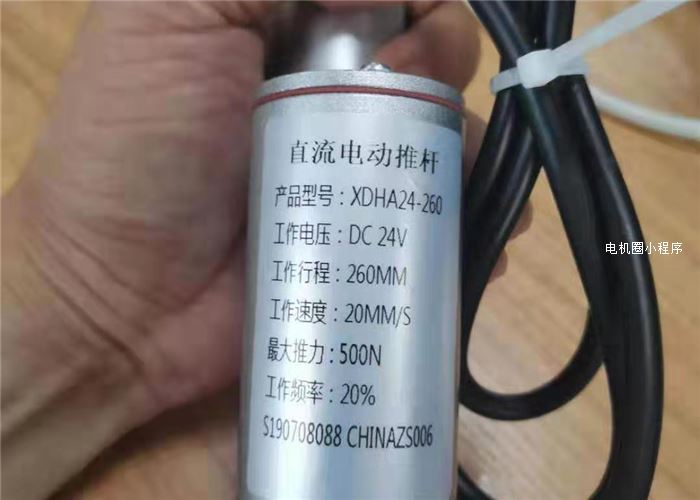 直流电动推杆
产品型号：XDHA24-260
工作电压：DC 24V
工作行程：260MM
工作速度：20MM/S
最大推力：500N
工作频率：20%
S190708088 CHINAZS006
电机圈小程序